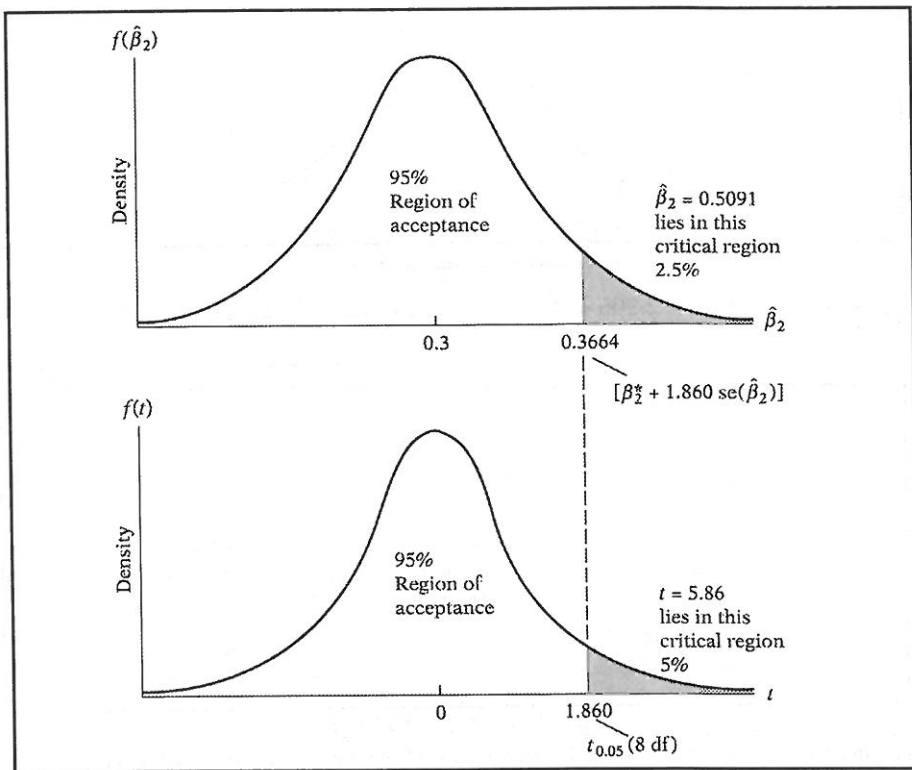 f(β̂₂)
Density
95%
Region of
acceptance
β̂₂ = 0.5091
lies in this
critical region
2.5%
β̂₂
0.3
0.3664
[β₂* + 1.860 se(β̂₂)]
f(t)
Density
95%
Region of
acceptance
t = 5.86
lies in this
critical region
5%
t
0
1.860
t₀.₀₅ (8 df)